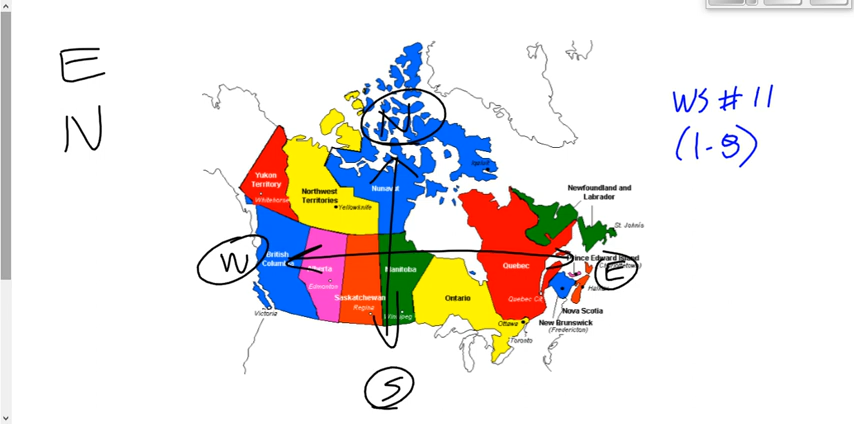 E
N
WS # 11
(1-8)
N
Yukon
Territory
Whitehorse
Northwest
Territories
Yellowknife
Nunavut
Iqaluit
Newfoundland and
Labrador
St. John's
W
British
Columbia
Alberta
Edmonton
Saskatchewan
Regina
Manitoba
Winnipeg
Ontario
Quebec
Quebec Cit
Prince Edward Island
E
Nova Scotia
New Brunswick
(Fredericton)
Victoria
Ottawa
Toronto
S